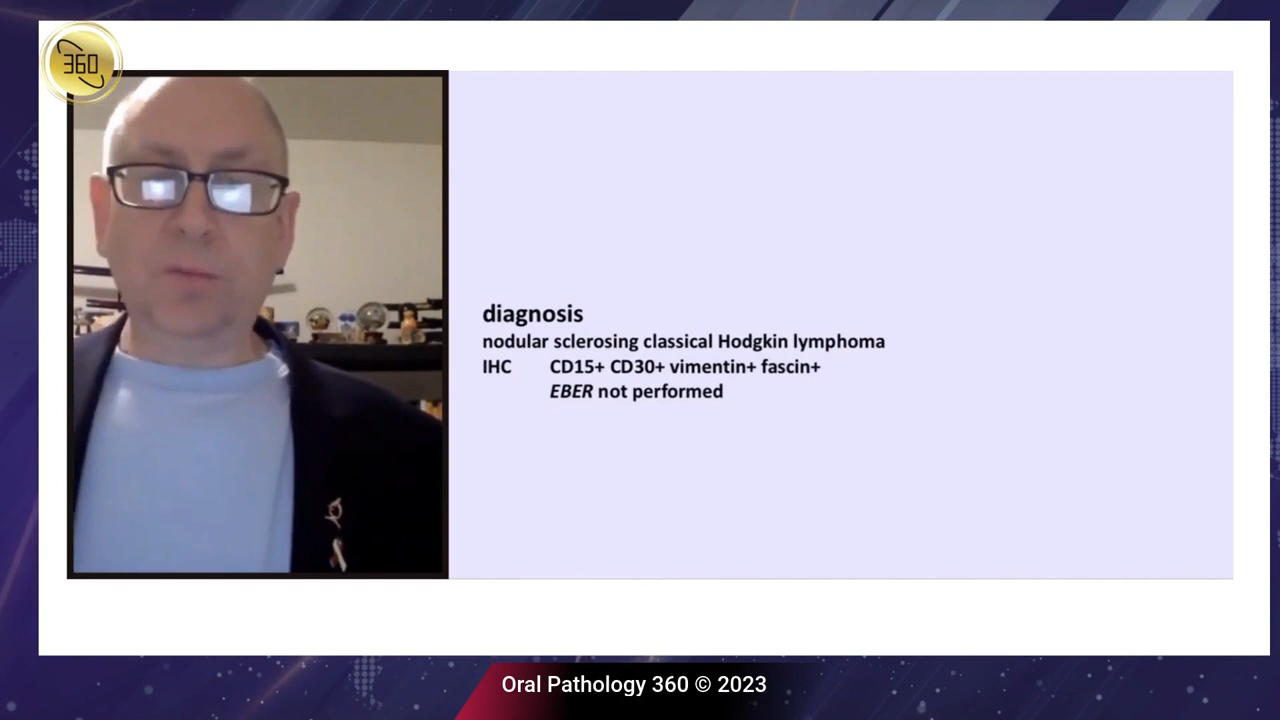 360
diagnosis
nodular sclerosing classical Hodgkin lymphoma
IHC CD15+ CD30+ vimentin+ fascin+
EBER not performed
Oral Pathology 360 © 2023